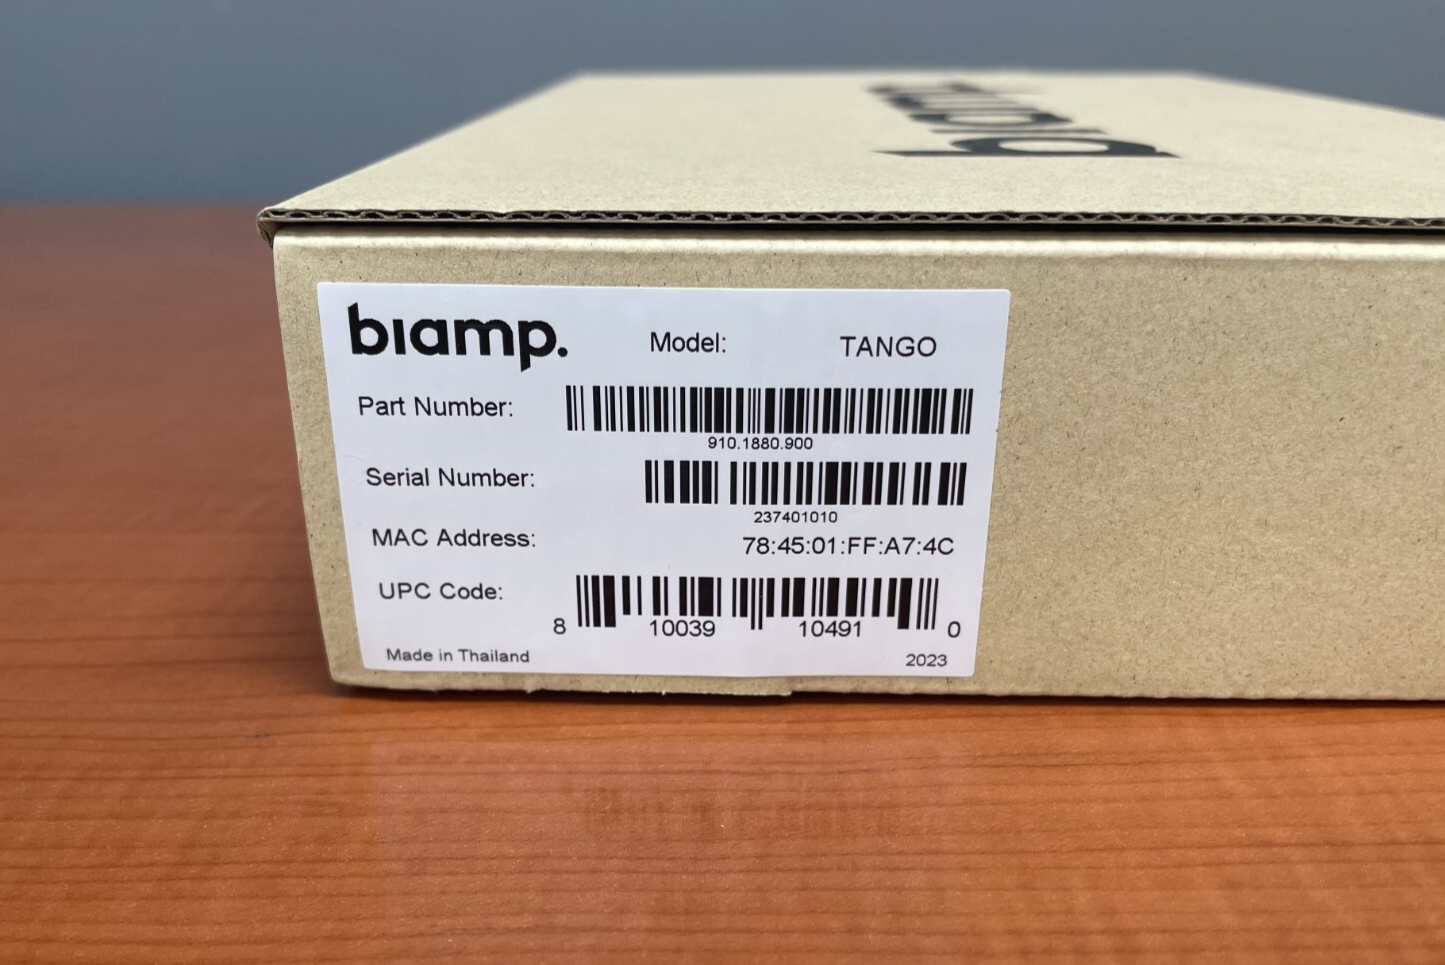 biamp
biamp.
Model: TANGO
Part Number:
910.1880.900
Serial Number:
237401010
MAC Address: 78:45:01:FF:A7:4C
UPC Code:
8 10039 10491 0
Made in Thailand 2023